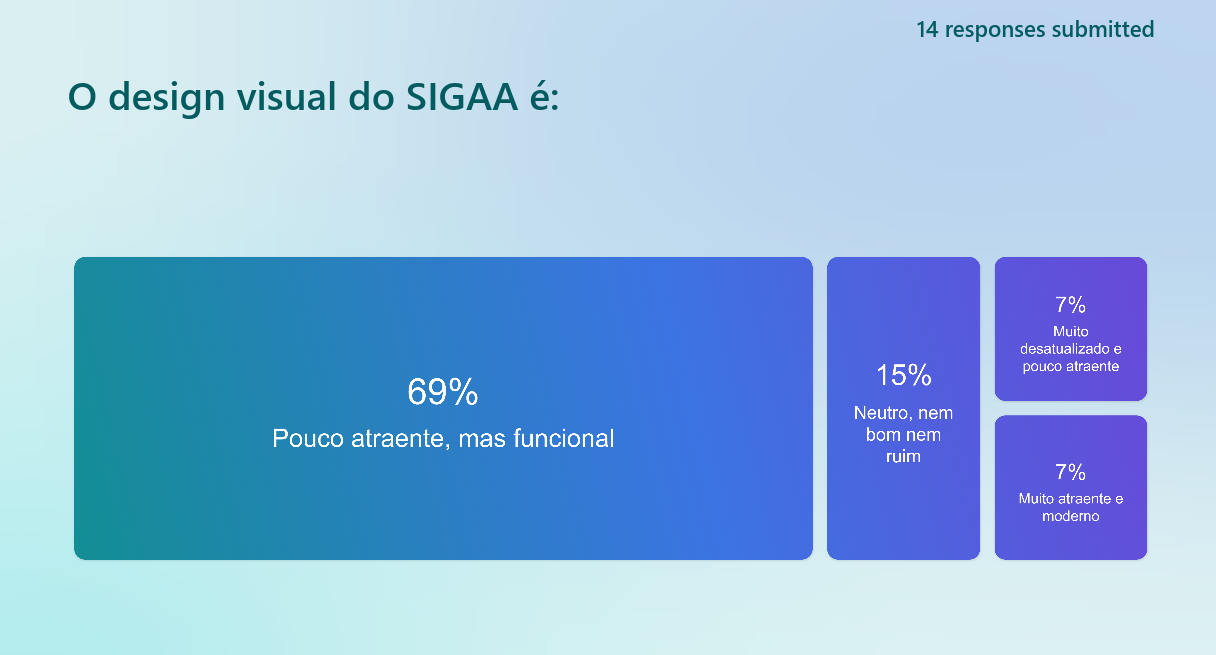 14 responses submitted
O design visual do SIGAA é:
69%
Pouco atraente, mas funcional
15%
Neutro, nem
bom nem
ruim
7%
Muito
desatualizado e
pouco atraente
7%
Muito atraente e
moderno